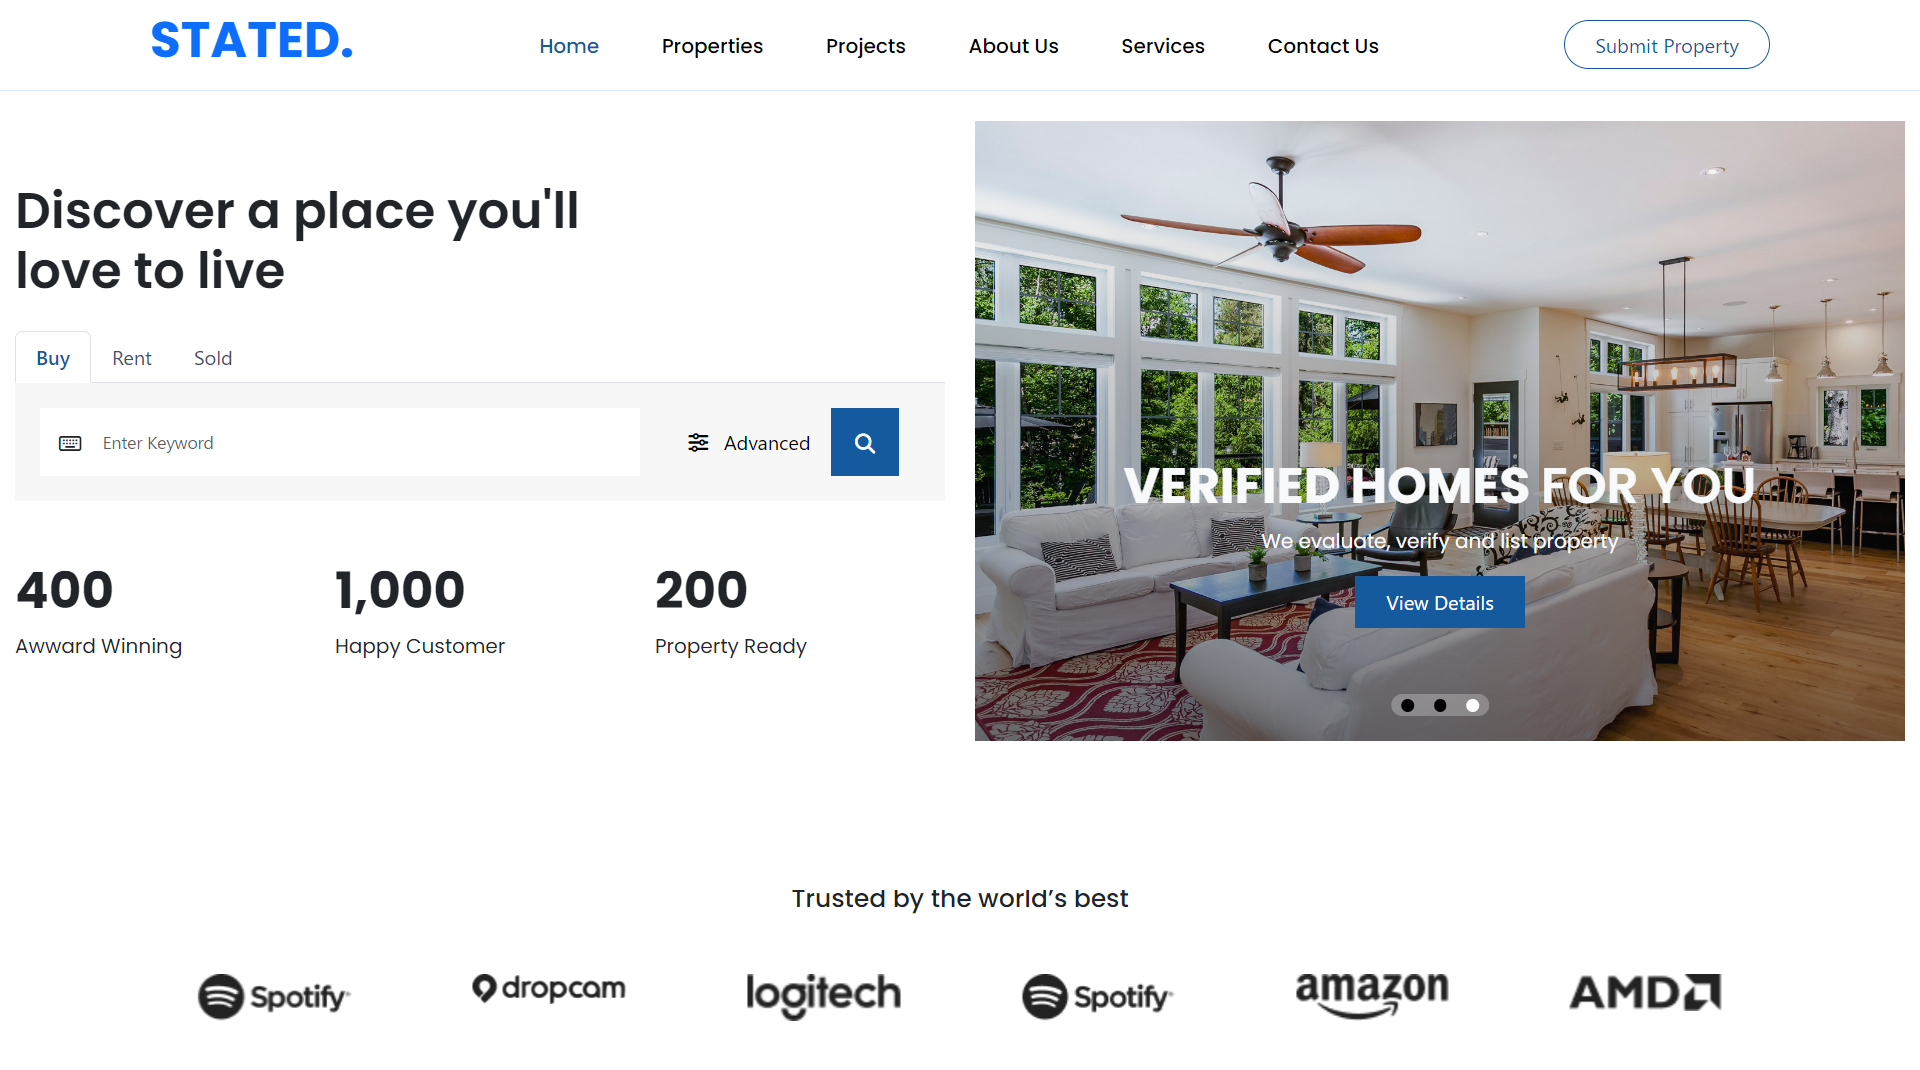 STATED.
Home
Properties
Projects
About Us
Services
Contact Us
Submit Property
Discover a place you'll
love to live
Buy
Rent
Sold
Enter Keyword
Advanced
400
Awward Winning
1,000
Happy Customer
200
Property Ready
VERIFIED HOMES FOR YOU
We evaluate, verify and list property
View Details
Trusted by the world’s best
Spotify
dropcam
logitech
Spotify
amazon
AMD